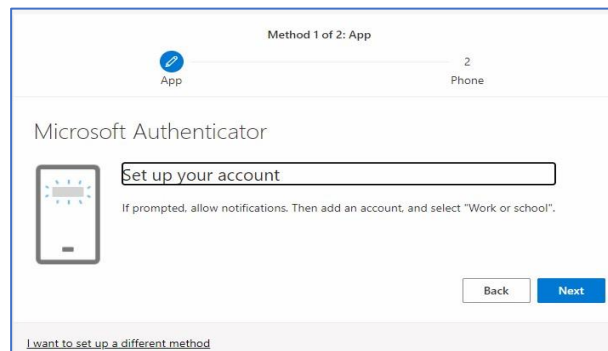 Method 1 of 2: App
2
App
Phone
Microsoft Authenticator
Set up your account
If prompted, allow notifications. Then add an account, and select "Work or school".
Back
Next
I want to set up a different method